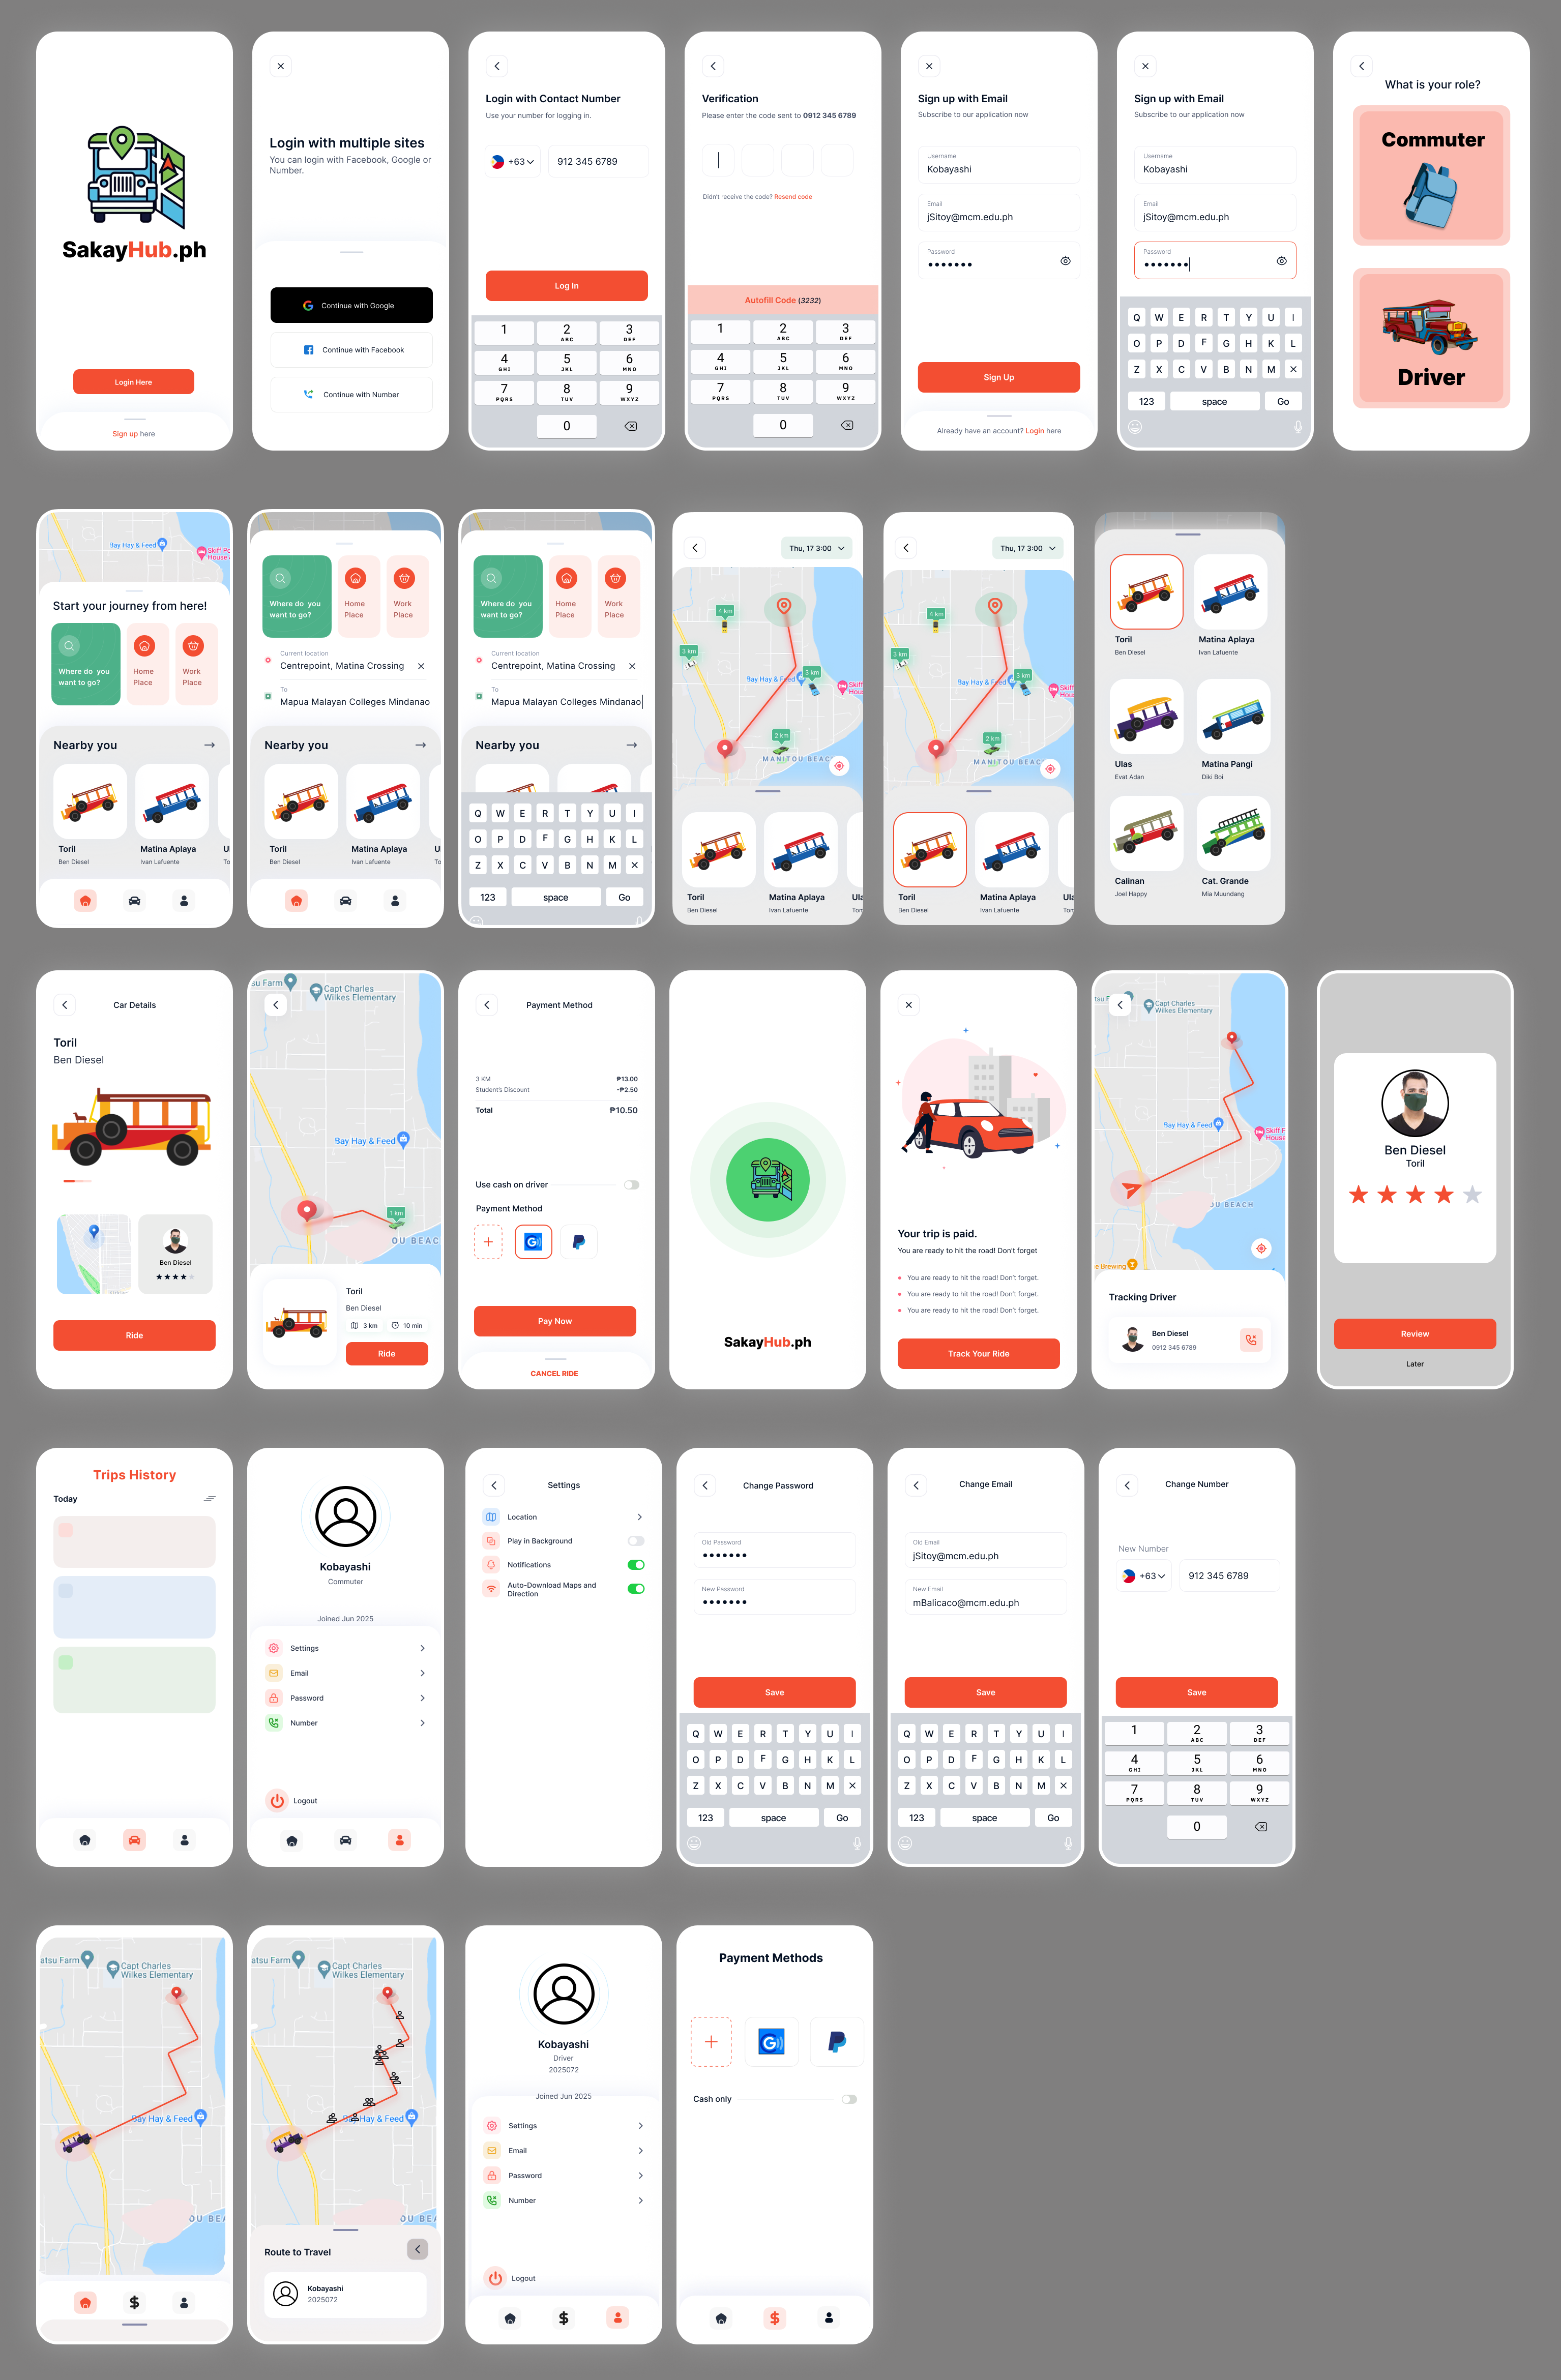 SakayHub.ph
Login Here
Sign up here
Login with multiple sites
You can login with Facebook, Google or
Number.
Continue with Google
Continue with Facebook
Continue with Number
Login with Contact Number
Use your number for logging in.
+63
912 345 6789
Log In
1
2
ABC
3
DEF
4
GHI
5
JKL
6
MNO
7
PQRS
8
TUV
9
WXYZ
0
Verification
Please enter the code sent to 0912 345 6789
Didn't receive the code? Resend code
Autofill Code (3232)
1
2
ABC
3
DEF
4
GHI
5
JKL
6
MNO
7
PQRS
8
TUV
9
WXYZ
0
Sign up with Email
Subscribe to our application now
Username
Kobayashi
Email
jSitoy@mcm.edu.ph
Password
Sign Up
Already have an account? Login here
Sign up with Email
Subscribe to our application now
Username
Kobayashi
Email
jSitoy@mcm.edu.ph
Password
Q W E R T Y U I
O P D F G H K L
Z X C V B N M
123 space Go
What is your role?
Commuter
Driver
Bay Hay & Feed
Start your journey from here!
Where do you
want to go?
Home
Place
Work
Place
Nearby you
Toril
Ben Diesel
Matina Aplaya
Ivan Lafuente
Where do you
want to go?
Home
Place
Work
Place
Current location
Centrepoint, Matina Crossing
To
Mapua Malayan Colleges Mindanao
Nearby you
Toril
Ben Diesel
Matina Aplaya
Ivan Lafuente
Where do you
want to go?
Home
Place
Work
Place
Current location
Centrepoint, Matina Crossing
To
Mapua Malayan Colleges Mindanao
Nearby you
Q W E R T Y U I
O P D F G H K L
Z X C V B N M
123 space Go
Thu, 17 3:00
4 km
3 km
3 km
Bay Hay & Feed
2 km
MANITOU BEACH
Toril
Ben Diesel
Matina Aplaya
Ivan Lafuente
Thu, 17 3:00
4 km
3 km
3 km
Bay Hay & Feed
2 km
MANITOU BEAC
Toril
Ben Diesel
Matina Aplaya
Ivan Lafuente
Toril
Ben Diesel
Matina Aplaya
Ivan Lafuente
Ulas
Evat Adan
Matina Pangi
Diki Boi
Calinan
Joel Happy
Cat. Grande
Mia Muundang
Car Details
Toril
Ben Diesel
Ben Diesel
Ride
Capt Charles
Wilkes Elementary
Bay Hay & Feed
1 km
OU BEAC
Toril
Ben Diesel
3 km
10 min
Ride
Payment Method
3 KM ₱13.00
Student's Discount -₱2.50
Total ₱10.50
Use cash on driver
Payment Method
Pay Now
CANCEL RIDE
SakayHub.ph
Your trip is paid.
You are ready to hit the road! Don't forget
You are ready to hit the road! Don't forget.
You are ready to hit the road! Don't forget.
You are ready to hit the road! Don't forget.
Track Your Ride
Capt Charles
Wilkes Elementary
Bay Hay & Feed
Skiff P
House
OU BEACH
e Brewing
Tracking Driver
Ben Diesel
0912 345 6789
Ben Diesel
Toril
Review
Later
Trips History
Today
Kobayashi
Commuter
Joined Jun 2025
Settings
Email
Password
Number
Logout
Settings
Location
Play in Background
Notifications
Auto-Download Maps and
Direction
Change Password
Old Password
New Password
Save
Q W E R T Y U I
O P D F G H K L
Z X C V B N M
123 space Go
Change Email
Old Email
jSitoy@mcm.edu.ph
New Email
mBalicaco@mcm.edu.ph
Save
Q W E R T Y U I
O P D F G H K L
Z X C V B N M
123 space Go
Change Number
New Number
+63
912 345 6789
Save
1
2
ABC
3
DEF
4
GHI
5
JKL
6
MNO
7
PQRS
8
TUV
9
WXYZ
0
atsu Farm
Capt Charles
Wilkes Elementary
Bay Hay & Feed
OU BEA
$
atsu Farm
Capt Charles
Wilkes Elementary
Bay Hay & Feed
OU BEA
Route to Travel
Kobayashi
2025072
Kobayashi
Driver
2025072
Joined Jun 2025
Settings
Email
Password
Number
Logout
$
Payment Methods
Cash only
$